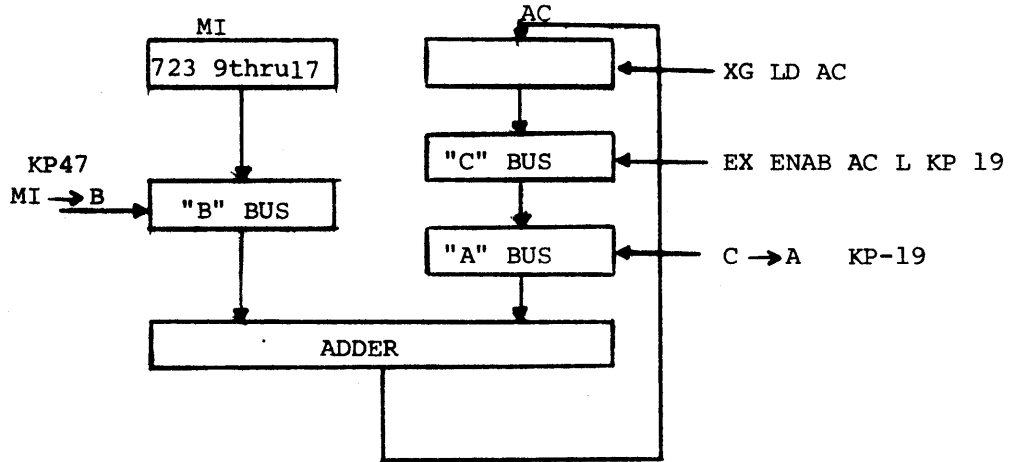 MI
723 9thru17
AC
XG LD AC
"C" BUS
EX ENAB AC L KP 19
KP47
MI → B
"B" BUS
"A" BUS
C → A KP-19
ADDER